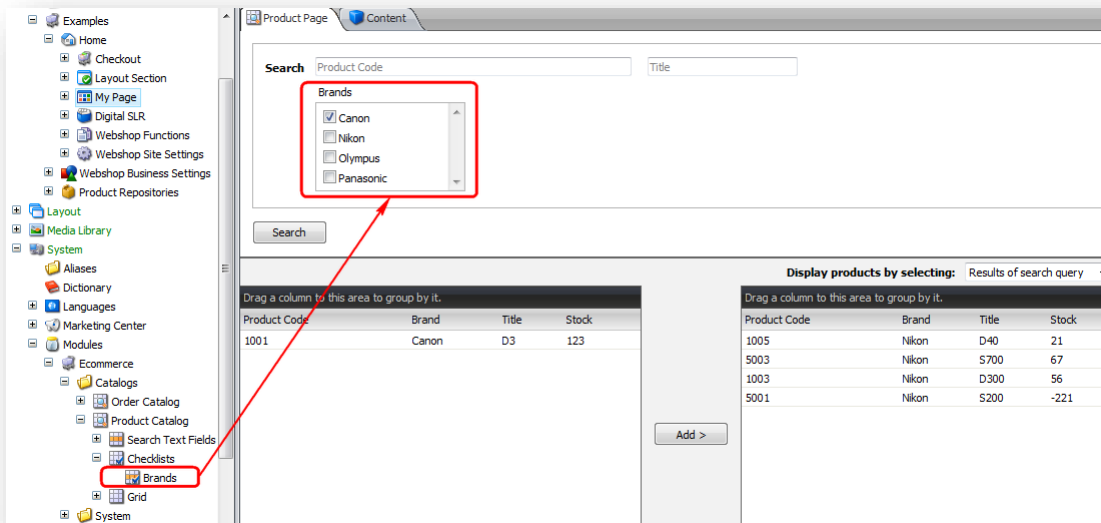 Examples
Home
Checkout
Layout Section
My Page
Digital SLR
Webshop Functions
Webshop Site Settings
Webshop Business Settings
Product Repositories
Layout
Media Library
System
Aliases
Dictionary
Languages
Marketing Center
Modules
Ecommerce
Catalogs
Order Catalog
Product Catalog
Search Text Fields
Checklists
Brands
Grid
System
Product Page Content
Search Product Code Title
Brands
Canon
Nikon
Olympus
Panasonic
Search
Display products by selecting: Results of search query
Drag a column to this area to group by it.
Product Code Brand Title Stock
1001 Canon D3 123
Add >
Drag a column to this area to group by it.
Product Code Brand Title Stock
1005 Nikon D40 21
5003 Nikon S700 67
1003 Nikon D300 56
5001 Nikon S200 -221